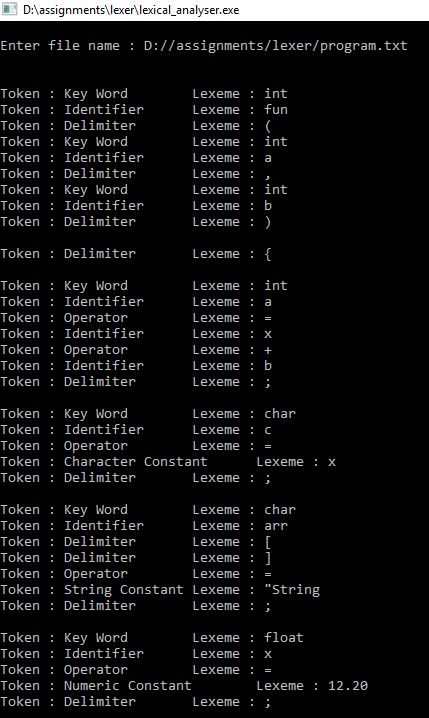 D:\assignments\lexer\lexical_analyser.exe
Enter file name : D://assignments/lexer/program.txt
Token : Key Word Lexeme : int
Token : Identifier Lexeme : fun
Token : Delimiter Lexeme : (
Token : Key Word Lexeme : int
Token : Identifier Lexeme : a
Token : Delimiter Lexeme : ,
Token : Key Word Lexeme : int
Token : Identifier Lexeme : b
Token : Delimiter Lexeme : )
Token : Delimiter Lexeme : {
Token : Key Word Lexeme : int
Token : Identifier Lexeme : a
Token : Operator Lexeme : =
Token : Identifier Lexeme : x
Token : Operator Lexeme : +
Token : Identifier Lexeme : b
Token : Delimiter Lexeme : ;
Token : Key Word Lexeme : char
Token : Identifier Lexeme : c
Token : Operator Lexeme : =
Token : Character Constant Lexeme : x
Token : Delimiter Lexeme : ;
Token : Key Word Lexeme : char
Token : Identifier Lexeme : arr
Token : Delimiter Lexeme : [
Token : Delimiter Lexeme : ]
Token : Operator Lexeme : =
Token : String Constant Lexeme : "String
Token : Delimiter Lexeme : ;
Token : Key Word Lexeme : float
Token : Identifier Lexeme : x
Token : Operator Lexeme : =
Token : Numeric Constant Lexeme : 12.20
Token : Delimiter Lexeme : ;